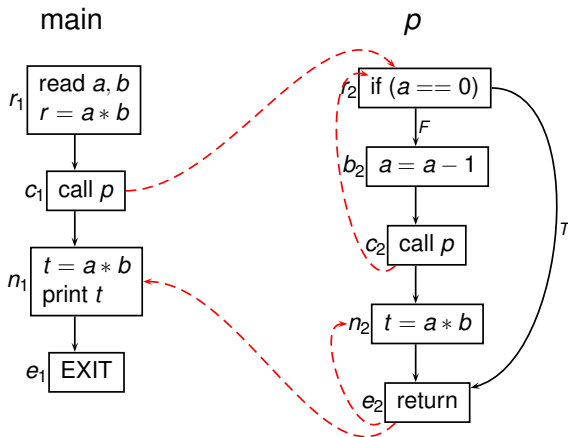 main
r₁
read a, b
r = a ∗ b
c₁
call p
n₁
t = a ∗ b
print t
e₁
EXIT
p
r₂
if (a == 0)
F
T
b₂
a = a − 1
c₂
call p
n₂
t = a ∗ b
e₂
return